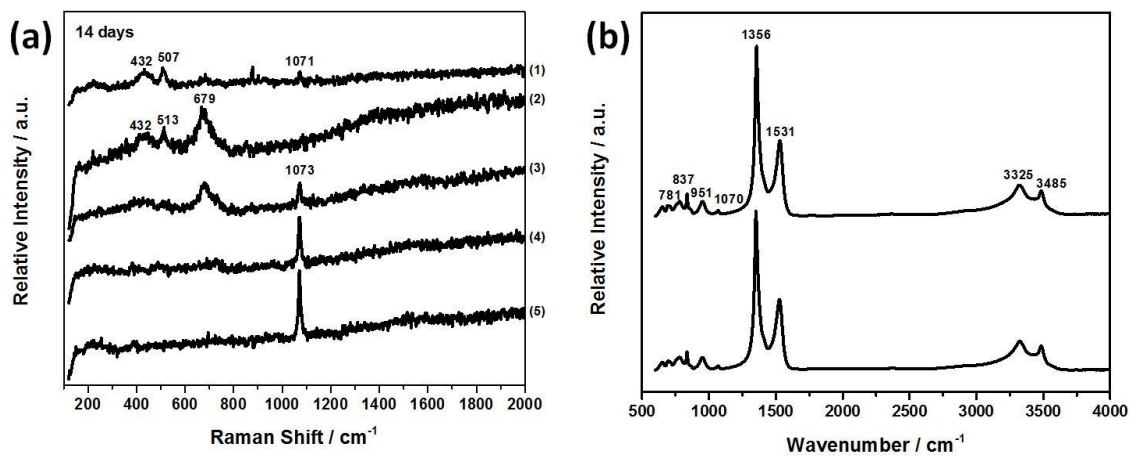 (a)
14 days
432 507
1071
(1)
679
(2)
432 513
1073
(3)
(4)
(5)
Relative Intensity / a.u.
200 400 600 800 1000 1200 1400 1600 1800 2000
Raman Shift / cm-1
(b)
1356
1531
837
781 951 1070
3325 3485
Relative Intensity / a.u.
500 1000 1500 2000 2500 3000 3500 4000
Wavenumber / cm-1